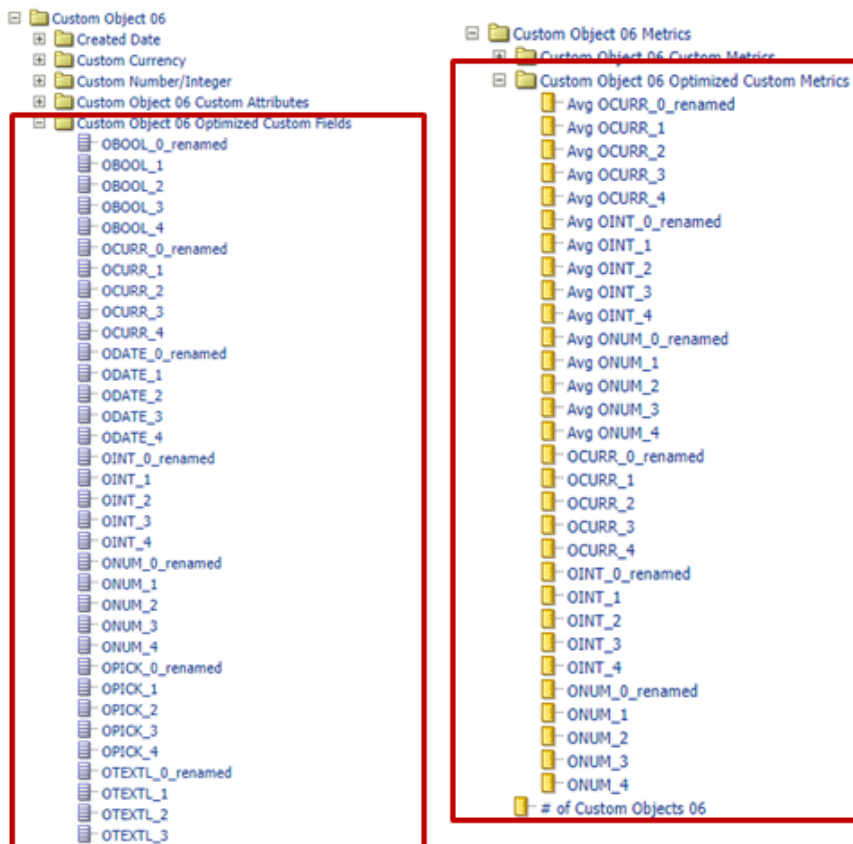 Custom Object 06
Created Date
Custom Currency
Custom Number/Integer
Custom Object 06 Custom Attributes
Custom Object 06 Optimized Custom Fields
OBOOL_0_renamed
OBOOL_1
OBOOL_2
OBOOL_3
OBOOL_4
OCURR_0_renamed
OCURR_1
OCURR_2
OCURR_3
OCURR_4
ODATE_0_renamed
ODATE_1
ODATE_2
ODATE_3
ODATE_4
OINT_0_renamed
OINT_1
OINT_2
OINT_3
OINT_4
ONUM_0_renamed
ONUM_1
ONUM_2
ONUM_3
ONUM_4
OPICK_0_renamed
OPICK_1
OPICK_2
OPICK_3
OPICK_4
OTEXTL_0_renamed
OTEXTL_1
OTEXTL_2
OTEXTL_3
Custom Object 06 Metrics
Custom Object 06 Custom Metrics
Custom Object 06 Optimized Custom Metrics
Avg OCURR_0_renamed
Avg OCURR_1
Avg OCURR_2
Avg OCURR_3
Avg OCURR_4
Avg OINT_0_renamed
Avg OINT_1
Avg OINT_2
Avg OINT_3
Avg OINT_4
Avg ONUM_0_renamed
Avg ONUM_1
Avg ONUM_2
Avg ONUM_3
Avg ONUM_4
OCURR_0_renamed
OCURR_1
OCURR_2
OCURR_3
OCURR_4
OINT_0_renamed
OINT_1
OINT_2
OINT_3
OINT_4
ONUM_0_renamed
ONUM_1
ONUM_2
ONUM_3
ONUM_4
# of Custom Objects 06